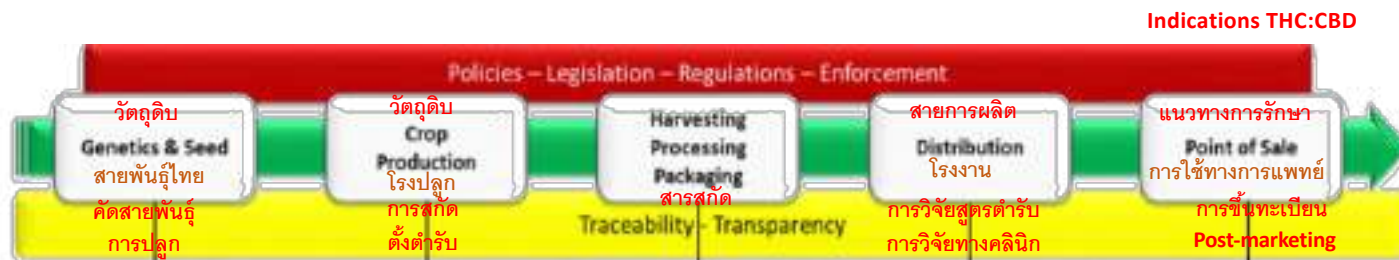 Indications THC:CBD
Policies – Legislation – Regulations – Enforcement
วัตถุดิบ
Genetics & Seed
สายพันธุ์ไทย
คัดสายพันธุ์
การปลูก
วัตถุดิบ
Crop
Production
โรงปลูก
การสกัด
ตั้งตำรับ
Harvesting
Processing
Packaging
สารสกัด
สายการผลิต
Distribution
โรงงาน
การวิจัยสูตรตำรับ
การวิจัยทางคลินิก
แนวทางการรักษา
Point of Sale
การใช้ทางการแพทย์
การขึ้นทะเบียน
Post-marketing
Traceability - Transparency